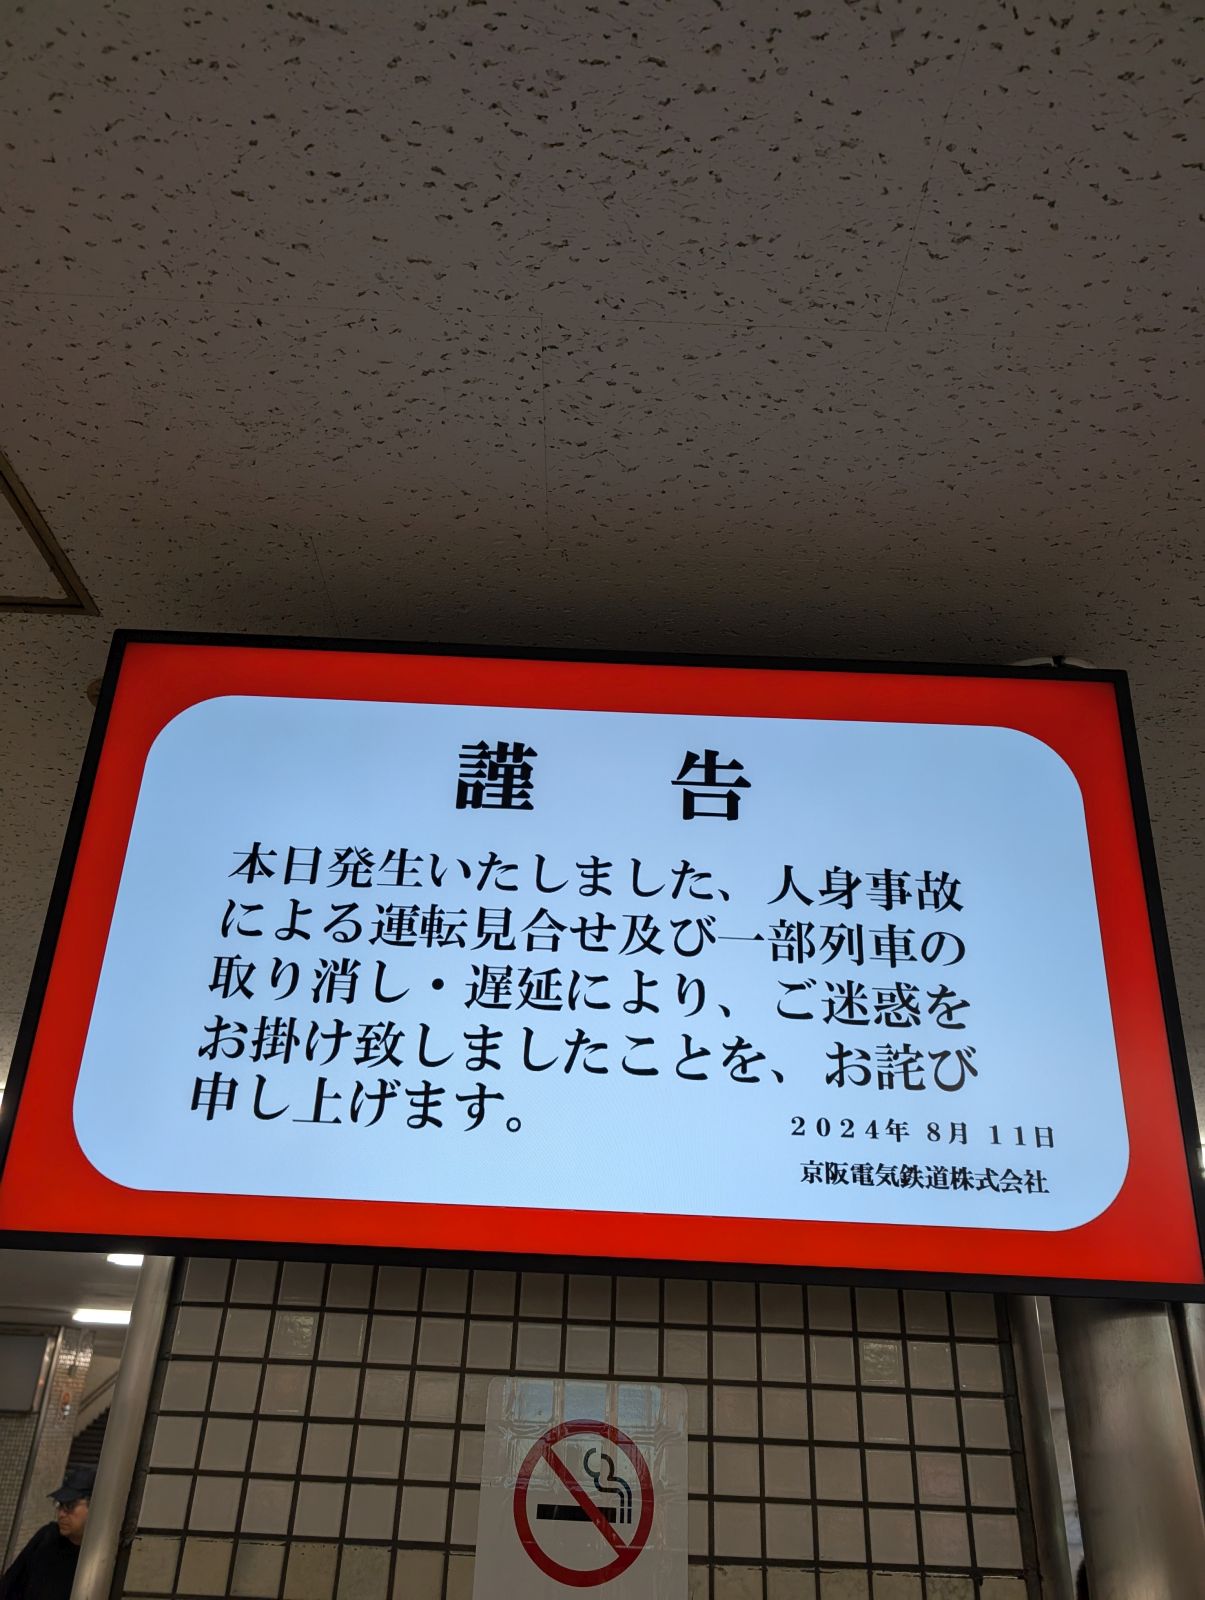 謹　告
本日発生いたしました、人身事故
による運転見合せ及び一部列車の
取り消し・遅延により、ご迷惑を
お掛け致しましたことを、お詫び
申し上げます。
２０２４年 ８月 １１日
京阪電気鉄道株式会社